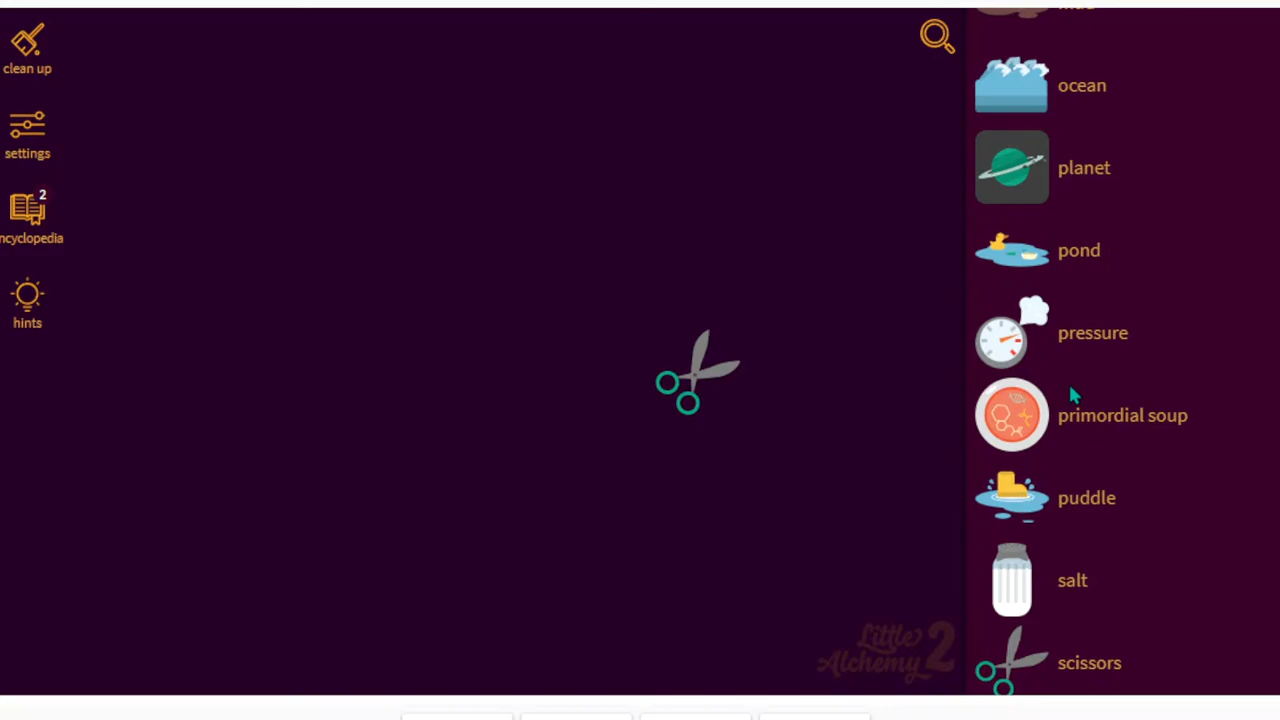 clean up
settings
2
ncyclopedia
hints
ocean
planet
pond
pressure
primordial soup
puddle
salt
scissors
Little
Alchemy 2